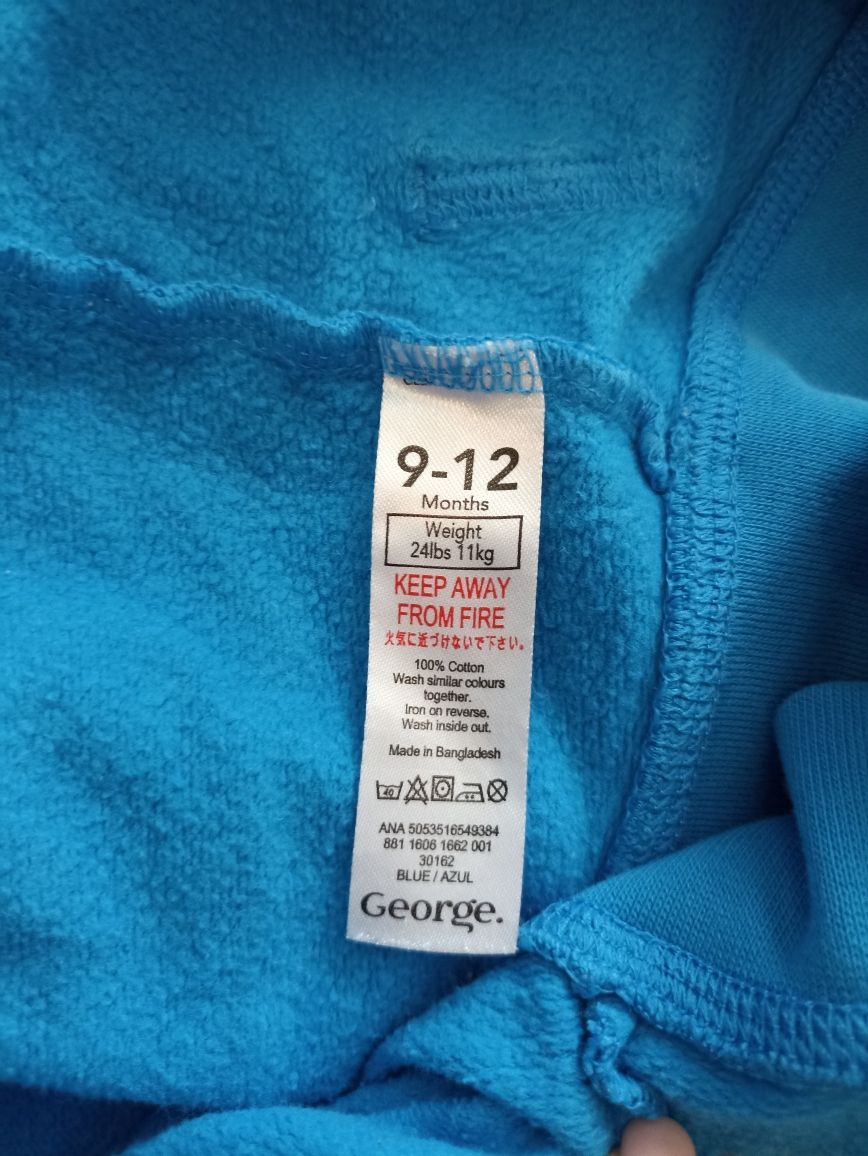 9-12
Months
Weight
24lbs 11kg
KEEP AWAY
FROM FIRE
火気に近づけないで下さい。
100% Cotton
Wash similar colours
together.
Iron on reverse.
Wash inside out.
Made in Bangladesh
40
ANA 5053516549384
881 1606 1662 001
30162
BLUE / AZUL
George.